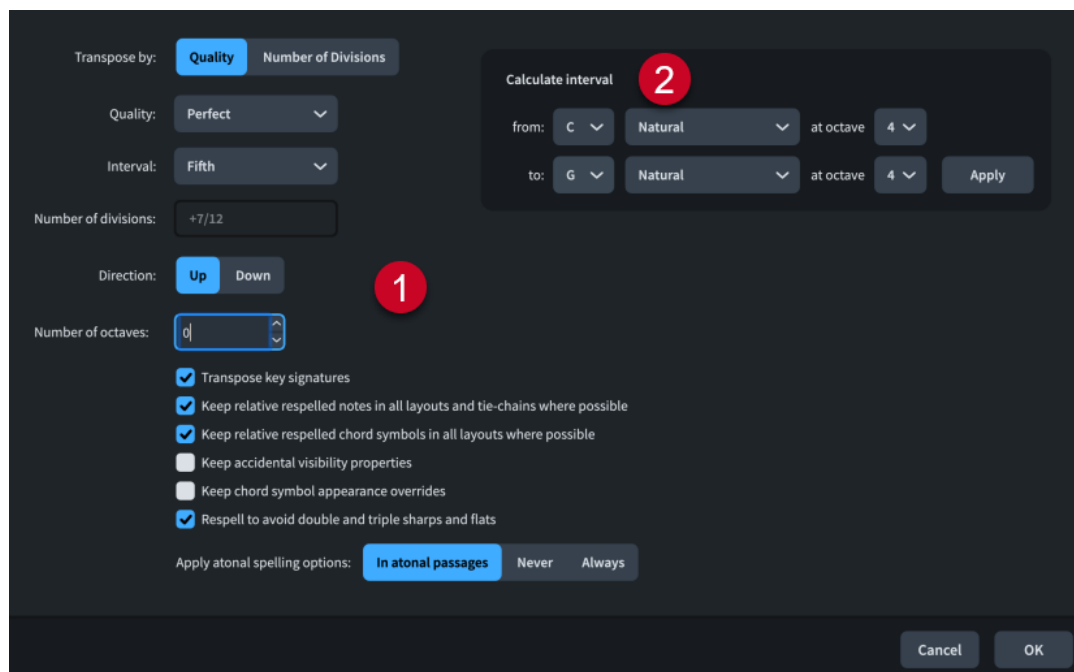 Transpose by: Quality Number of Divisions
Calculate interval 2
Quality: Perfect
from: C Natural at octave 4
Interval: Fifth
to: G Natural at octave 4 Apply
Number of divisions: +7/12
Direction: Up Down
1
Number of octaves: 0
Transpose key signatures
Keep relative respelled notes in all layouts and tie-chains where possible
Keep relative respelled chord symbols in all layouts where possible
Keep accidental visibility properties
Keep chord symbol appearance overrides
Respell to avoid double and triple sharps and flats
Apply atonal spelling options: In atonal passages Never Always
Cancel OK